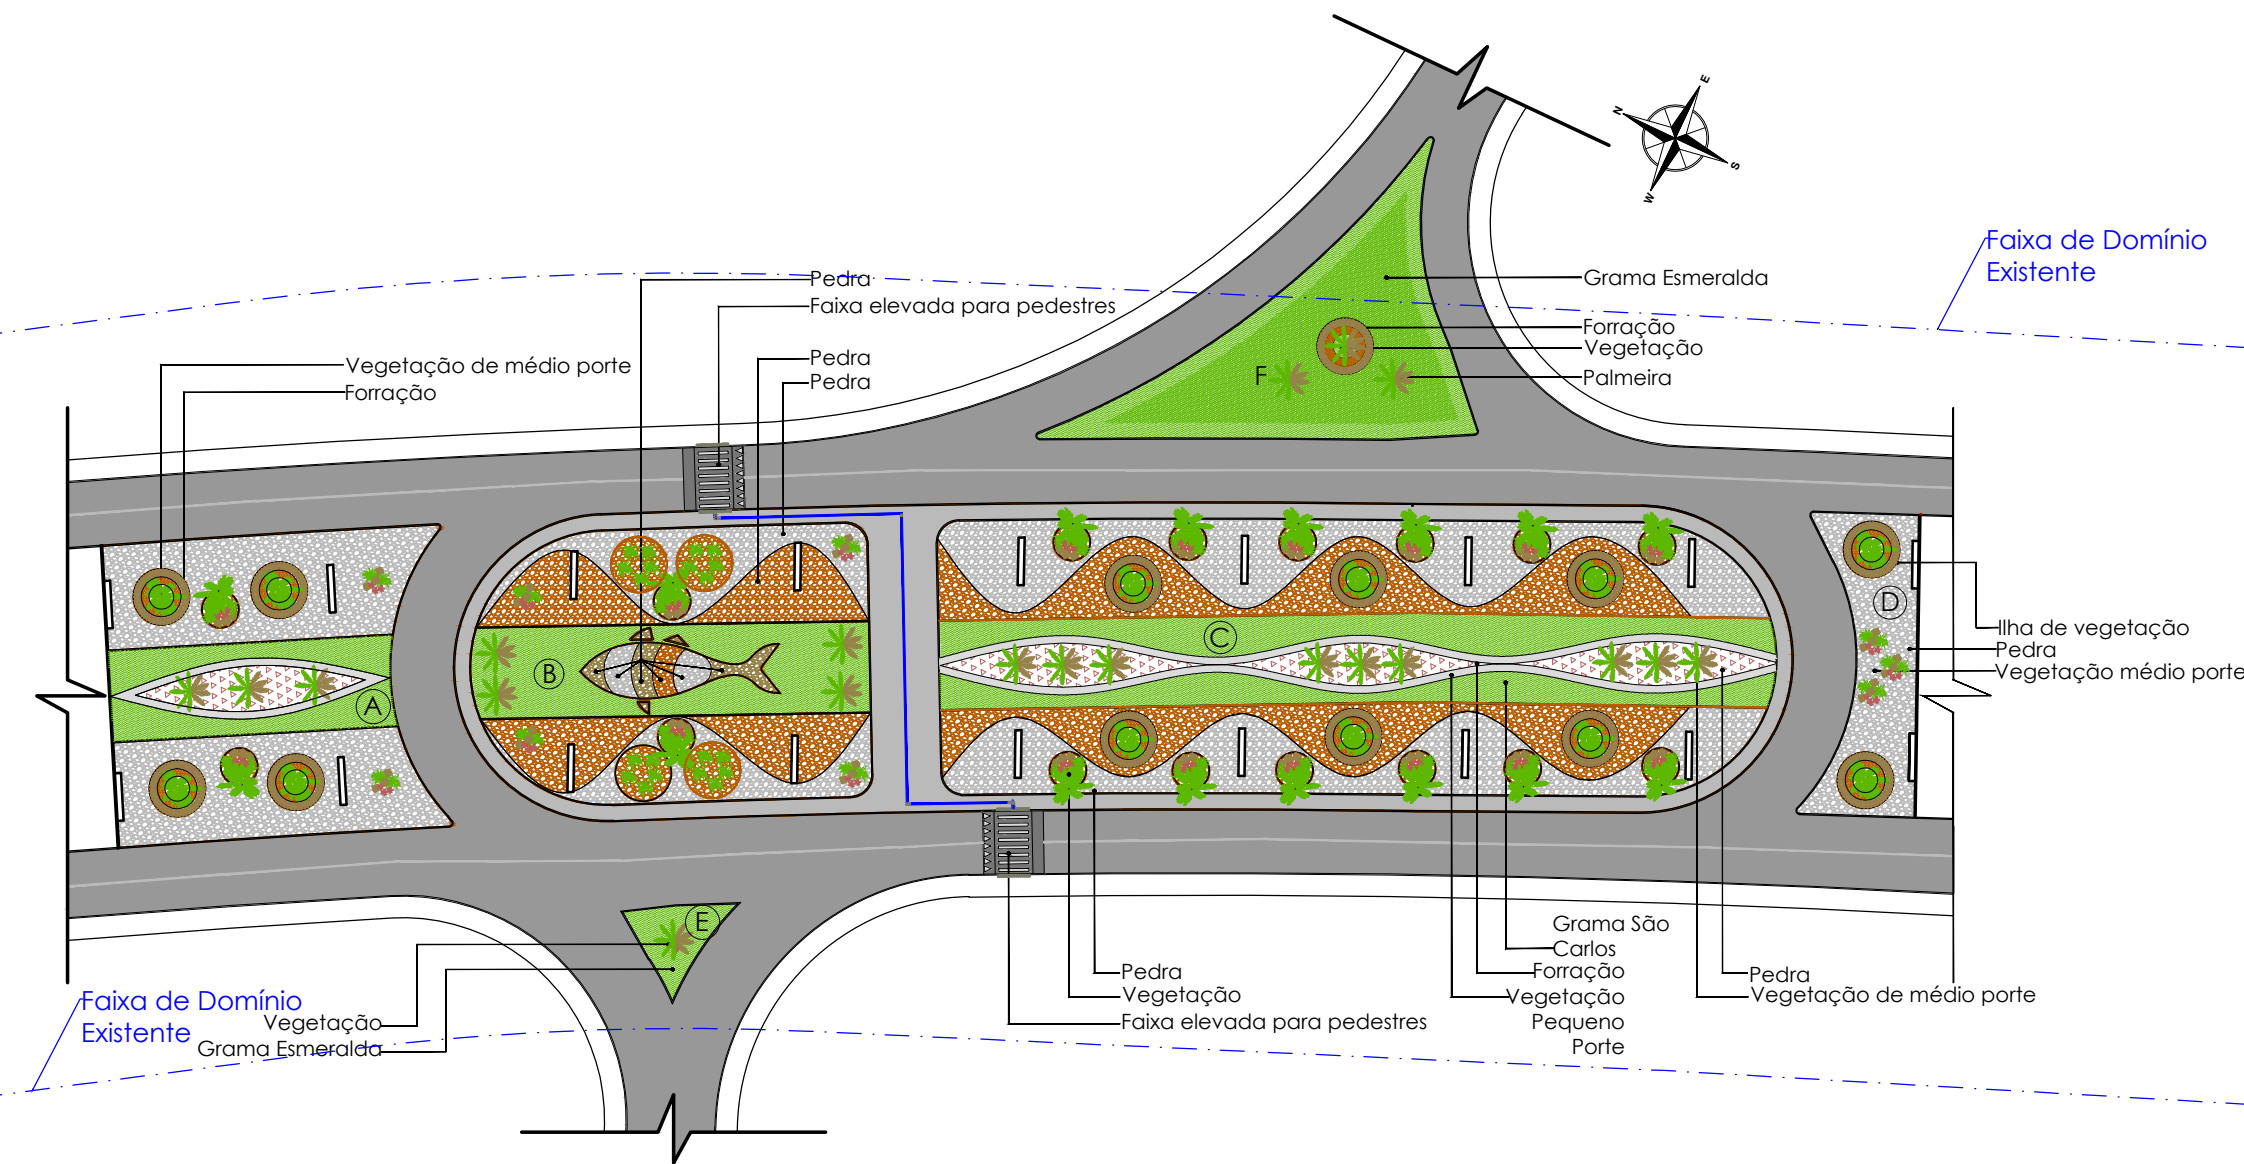 E
N
S
W
Faixa de Domínio
Existente
Pedra
Faixa elevada para pedestres
Grama Esmeralda
Forração
Vegetação
Palmeira
F
Pedra
Pedra
Vegetação de médio porte
Forração
D
Ilha de vegetação
Pedra
Vegetação médio porte
C
B
A
E
Grama São
Carlos
Forração
Vegetação
Pequeno
Porte
Pedra
Vegetação
Faixa elevada para pedestres
Pedra
Vegetação de médio porte
Faixa de Domínio
Existente
Vegetação
Grama Esmeralda